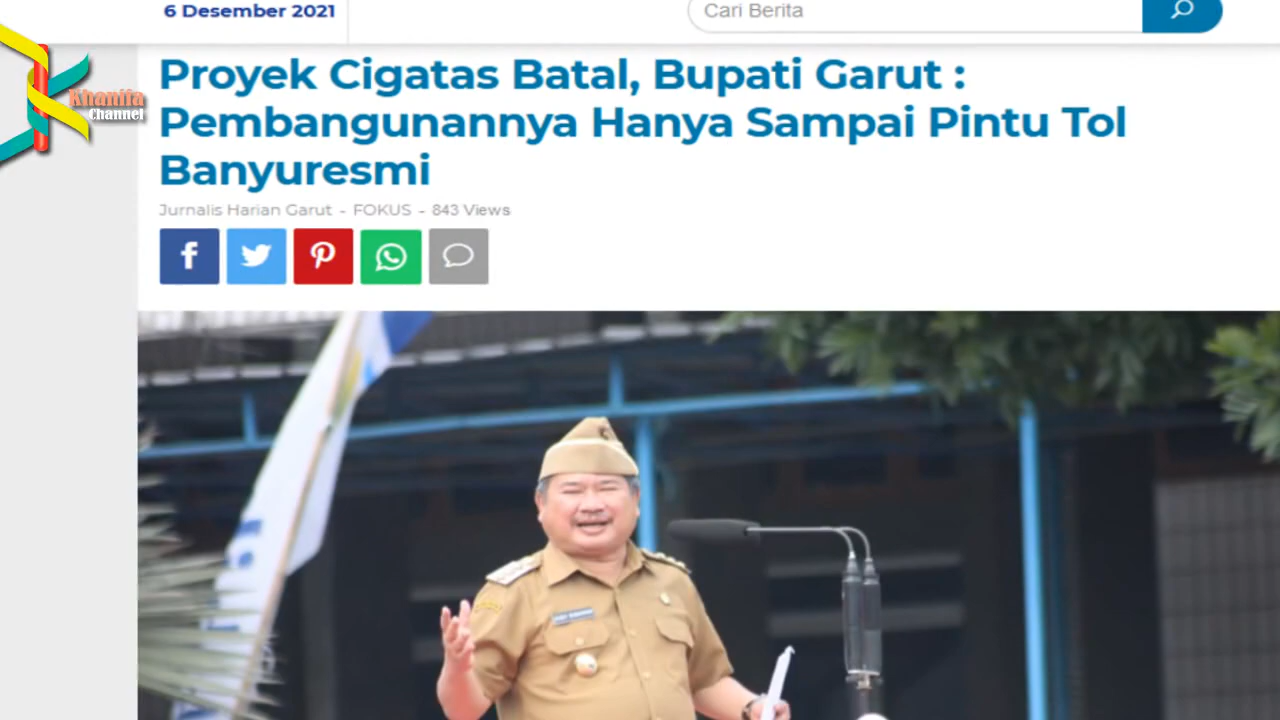 6 Desember 2021
Cari Berita
Khanifa
Channel
Proyek Cigatas Batal, Bupati Garut :
Pembangunannya Hanya Sampai Pintu Tol
Banyuresmi
Jurnalis Harian Garut - FOKUS - 843 Views